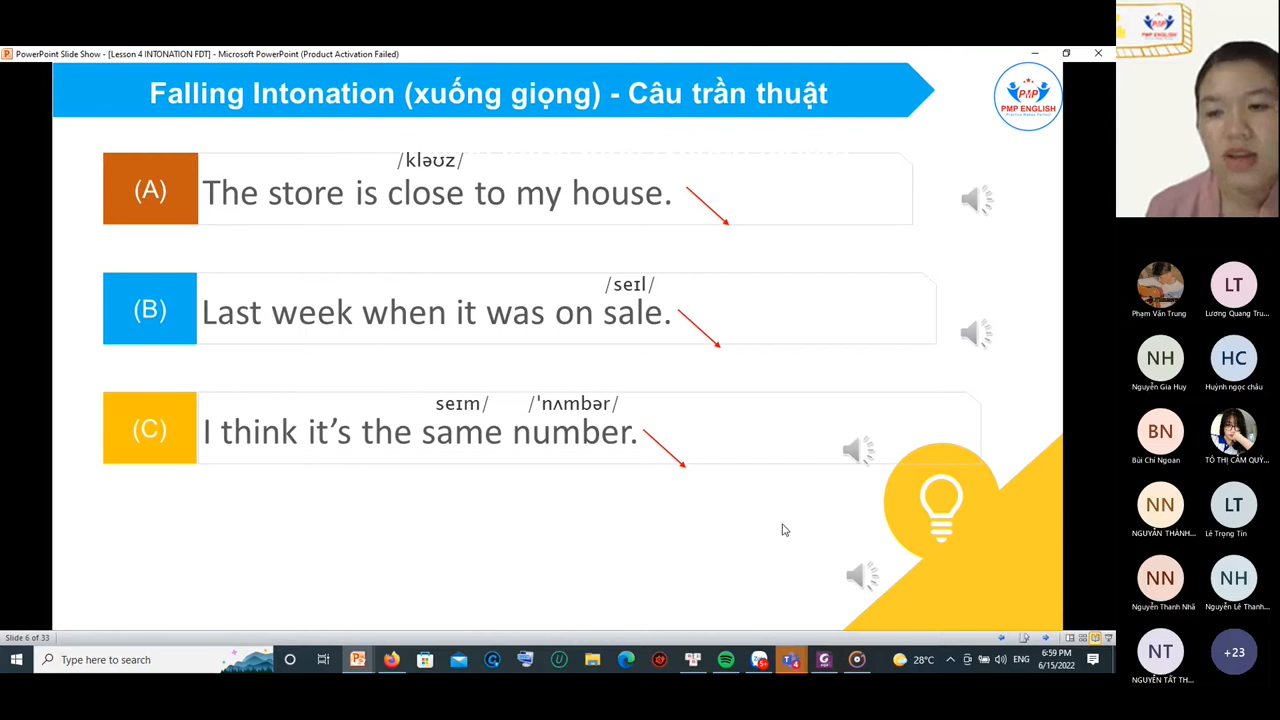 PMP ENGLISH
PowerPoint Slide Show - [Lesson 4 INTONATION FDT] - Microsoft PowerPoint (Product Activation Failed)
Falling Intonation (xuống giọng) - Câu trần thuật
PMP
PMP ENGLISH
/kləʊz/
(A) The store is close to my house.
/seɪl/
(B) Last week when it was on sale.
seɪm/ /ˈnʌmbər/
(C) I think it’s the same number.
LT
Phạm Văn Trung Lương Quang Tru...
NH HC
Nguyễn Gia Huy Huỳnh ngọc châu
BN
Bùi Chi Ngoan TÔ THỊ CẨM QUỲ...
NN LT
NGUYỄN THÀNH... Lê Trọng Tín
NN NH
Nguyễn Thanh Nhã Nguyễn Lê Thanh...
NT +23
NGUYỄN TẤT TH...
Slide 6 of 33
Type here to search
28°C ENG 6:59 PM
6/15/2022